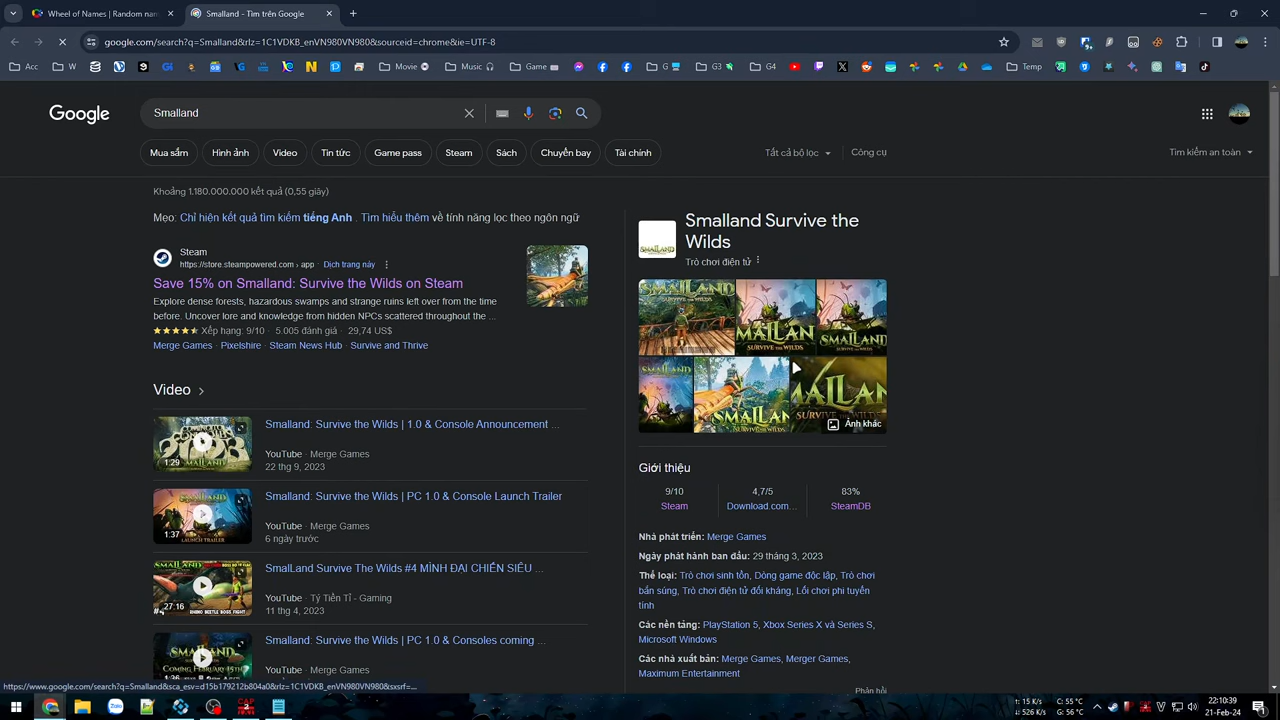 Wheel of Names | Random nam
Smalland - Tìm trên Google
google.com/search?q=Smalland&rlz=1C1VDKB_enVN980VN980&sourceid=chrome&ie=UTF-8
Acc
W
Movie
Music
Game
G
G3
G4
Temp
Google
Smalland
Mua sắm
Hình ảnh
Video
Tin tức
Game pass
Steam
Sách
Chuyến bay
Tài chính
Tất cả bộ lọc
Công cụ
Tìm kiếm an toàn
Khoảng 1.180.000.000 kết quả (0,55 giây)
Mẹo: Chỉ hiện kết quả tìm kiếm tiếng Anh . Tìm hiểu thêm về tính năng lọc theo ngôn ngữ
Steam
https://store.steampowered.com › app · Dịch trang này
Save 15% on Smalland: Survive the Wilds on Steam
Explore dense forests, hazardous swamps and strange ruins left over from the time
before. Uncover lore and knowledge from hidden NPCs scattered throughout the ...
Xếp hạng: 9/10 · 5.005 đánh giá · 29,74 US$
Merge Games · Pixelshire · Steam News Hub · Survive and Thrive
Video
1:29
Smalland: Survive the Wilds | 1.0 & Console Announcement ...
YouTube · Merge Games
22 thg 9, 2023
1:37
Smalland: Survive the Wilds | PC 1.0 & Console Launch Trailer
YouTube · Merge Games
6 ngày trước
27:16
Smalland Survive The Wilds #4 MÌNH ĐẠI CHIẾN SIÊU ...
YouTube · Tý Tiền Tỉ - Gaming
11 thg 4, 2023
Smalland: Survive the Wilds | PC 1.0 & Consoles coming ...
YouTube · Merge Games
Smalland Survive the
Wilds
Trò chơi điện tử
Ảnh khác
Giới thiệu
9/10
Steam
4,7/5
Download.com...
83%
SteamDB
Nhà phát triển: Merge Games
Ngày phát hành ban đầu: 29 tháng 3, 2023
Thể loại: Trò chơi sinh tồn, Dòng game độc lập, Trò chơi
bắn súng, Trò chơi điện tử đối kháng, Lối chơi phi tuyến
tính
Các nền tảng: PlayStation 5, Xbox Series X và Series S,
Microsoft Windows
Các nhà xuất bản: Merge Games, Merger Games,
Maximum Entertainment
Phản hồi
https://www.google.com/search?q=Smalland&sca_esv=d15b179212b804a0&rlz=1C1VDKB_enVN980VN980&sxsrf=...
15 K/s
526 K/s
C: 55 °C
G: 56 °C
22:10:39
21-Feb-24